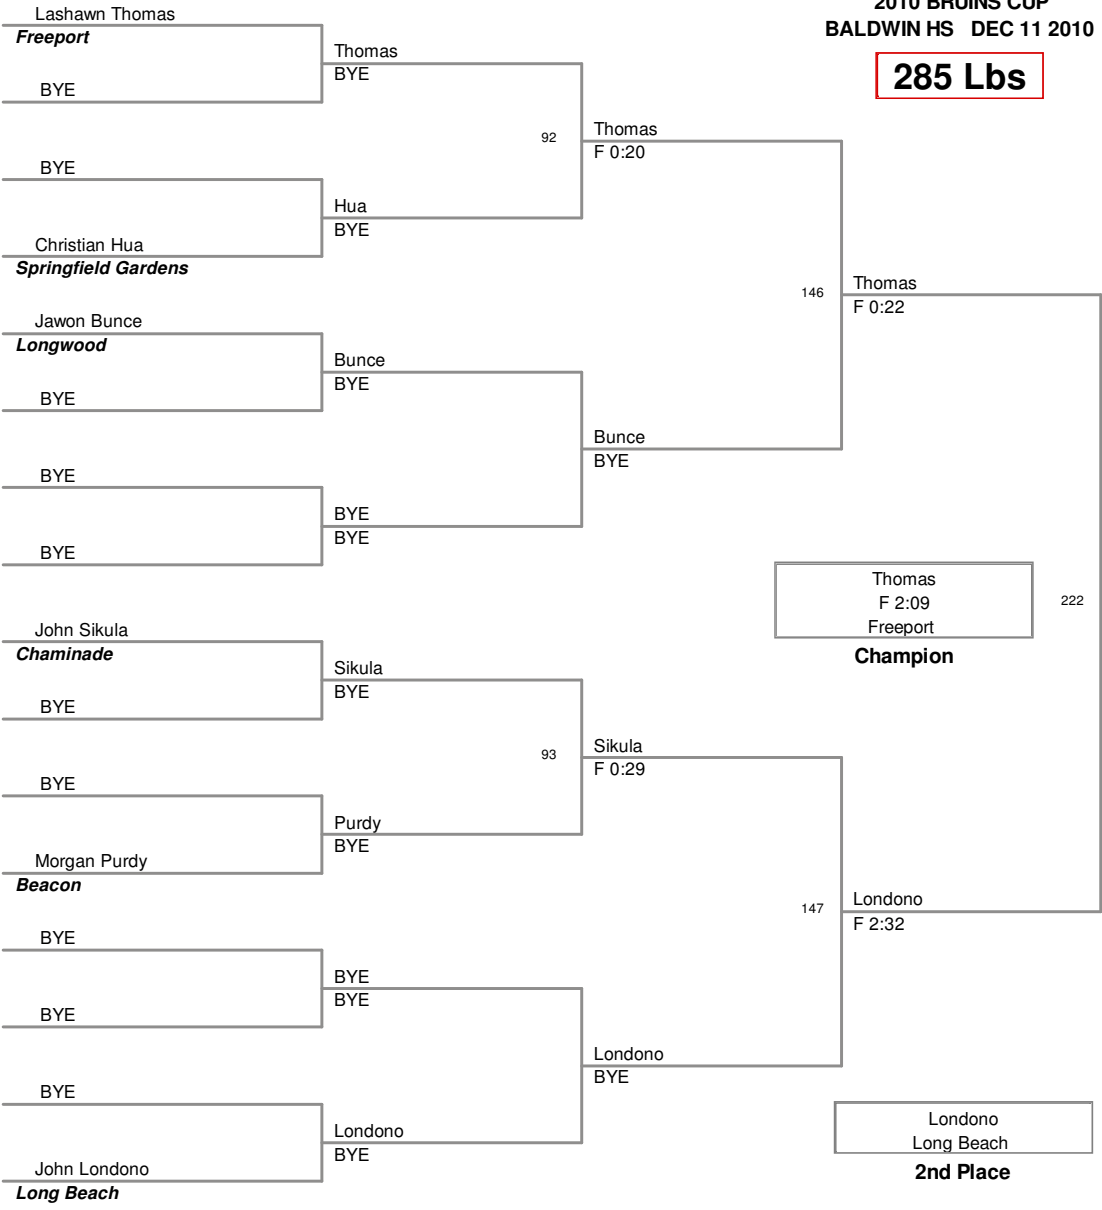 2010 BRUINS CUP
BALDWIN HS DEC 11 2010
285 Lbs
Lashawn Thomas
Freeport
BYE
BYE
Christian Hua
Springfield Gardens
Jawon Bunce
Longwood
BYE
BYE
BYE
John Sikula
Chaminade
BYE
BYE
Morgan Purdy
Beacon
BYE
BYE
BYE
John Londono
Long Beach
Thomas
BYE
Hua
BYE
Bunce
BYE
BYE
BYE
Sikula
BYE
Purdy
BYE
BYE
BYE
Londono
BYE
92
Thomas
F 0:20
Bunce
BYE
93
Sikula
F 0:29
Londono
BYE
146
Thomas
F 0:22
147
Londono
F 2:32
222
Thomas
F 2:09
Freeport
Champion
Londono
Long Beach
2nd Place